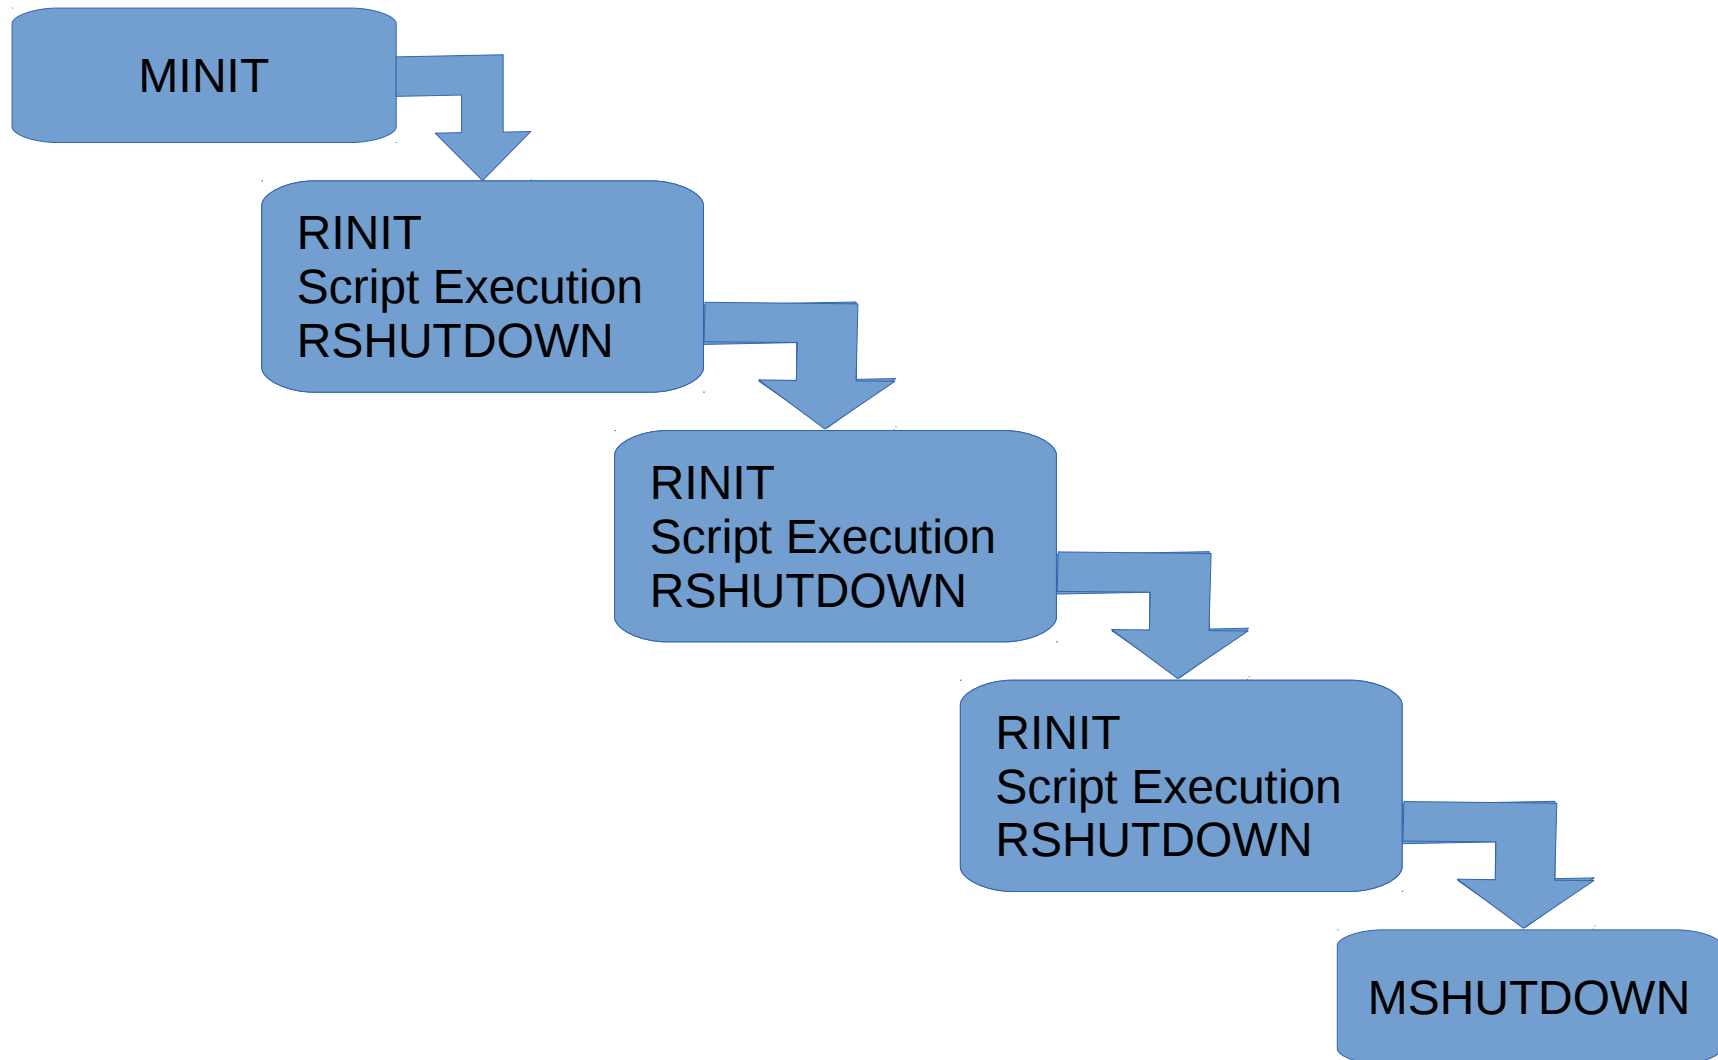 MINIT
RINIT
Script Execution
RSHUTDOWN
RINIT
Script Execution
RSHUTDOWN
RINIT
Script Execution
RSHUTDOWN
MSHUTDOWN